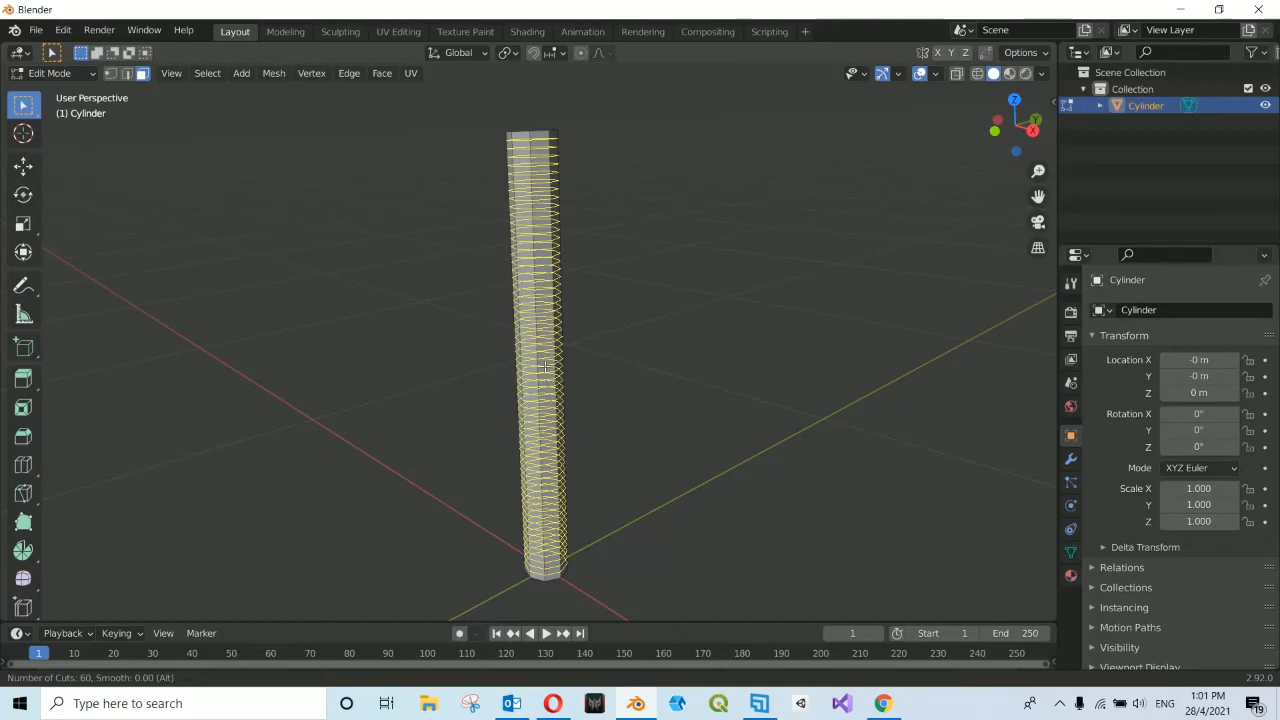 Blender
File Edit Render Window Help
Layout Modeling Sculpting UV Editing Texture Paint Shading Animation Rendering Compositing Scripting +
Scene
View Layer
Global
X Y Z
Options
Edit Mode View Select Add Mesh Vertex Edge Face UV
User Perspective
(1) Cylinder
Z
Y
X
Scene Collection
Collection
Cylinder
Cylinder
Cylinder
Transform
Location X -0 m
Y -0 m
Z 0 m
Rotation X 0°
Y 0°
Z 0°
Mode XYZ Euler
Scale X 1.000
Y 1.000
Z 1.000
Delta Transform
Relations
Collections
Instancing
Motion Paths
Visibility
Viewport Display
Playback Keying View Marker
1 Start 1 End 250
1 10 20 30 40 50 60 70 80 90 100 110 120 130 140 150 160 170 180 190 200 210 220 230 240 250
Number of Cuts: 60, Smooth: 0.00 (Alt)
2.92.0
Type here to search
ENG
1:01 PM
28/4/2021
19